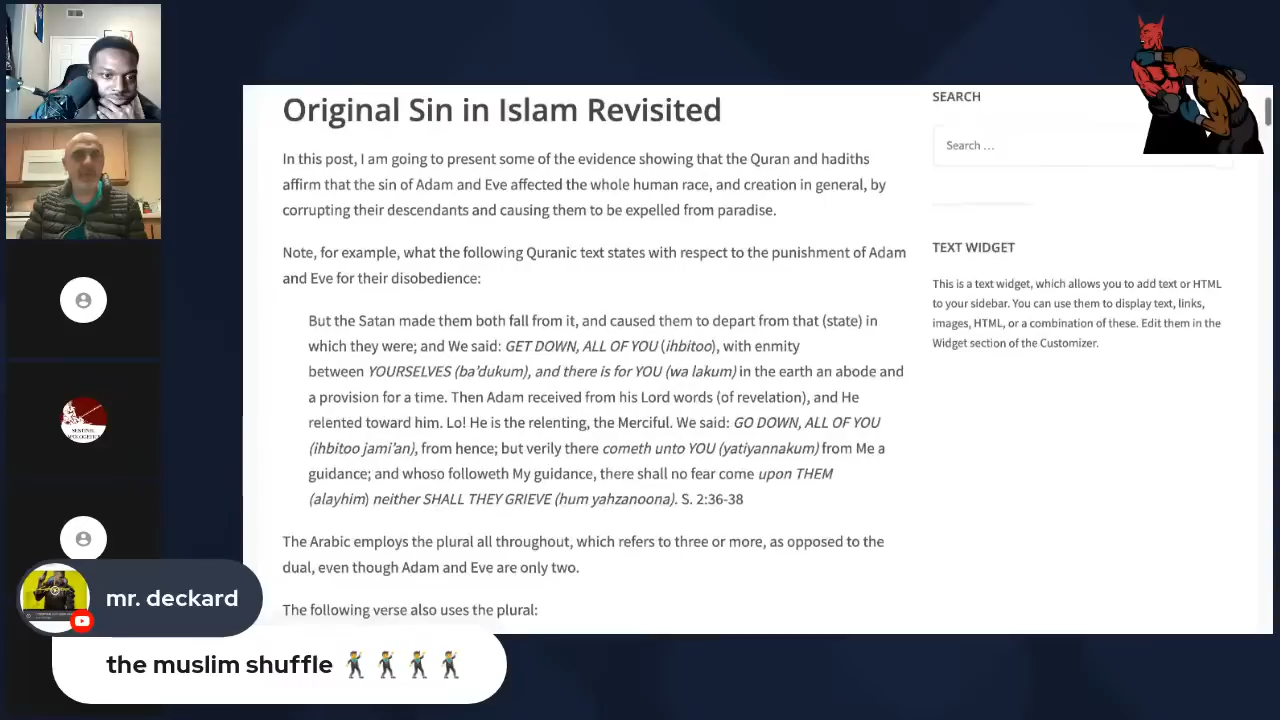 Original Sin in Islam Revisited
In this post, I am going to present some of the evidence showing that the Quran and hadiths
affirm that the sin of Adam and Eve affected the whole human race, and creation in general, by
corrupting their descendants and causing them to be expelled from paradise.
Note, for example, what the following Quranic text states with respect to the punishment of Adam
and Eve for their disobedience:
But the Satan made them both fall from it, and caused them to depart from that (state) in
which they were; and We said: GET DOWN, ALL OF YOU (ihbitoo), with enmity
between YOURSELVES (ba’dukum), and there is for YOU (wa lakum) in the earth an abode and
a provision for a time. Then Adam received from his Lord words (of revelation), and He
relented toward him. Lo! He is the relenting, the Merciful. We said: GO DOWN, ALL OF YOU
(ihbitoo jami’an), from hence; but verily there cometh unto YOU (yatiyannakum) from Me a
guidance; and whoso followeth My guidance, there shall no fear come upon THEM
(alayhim) neither SHALL THEY GRIEVE (hum yahzanoona). S. 2:36-38
The Arabic employs the plural all throughout, which refers to three or more, as opposed to the
dual, even though Adam and Eve are only two.
The following verse also uses the plural:
SEARCH
Search …
TEXT WIDGET
This is a text widget, which allows you to add text or HTML
to your sidebar. You can use them to display text, links,
images, HTML, or a combination of these. Edit them in the
Widget section of the Customizer.
mr. deckard
the muslim shuffle 🕺🕺🕺🕺